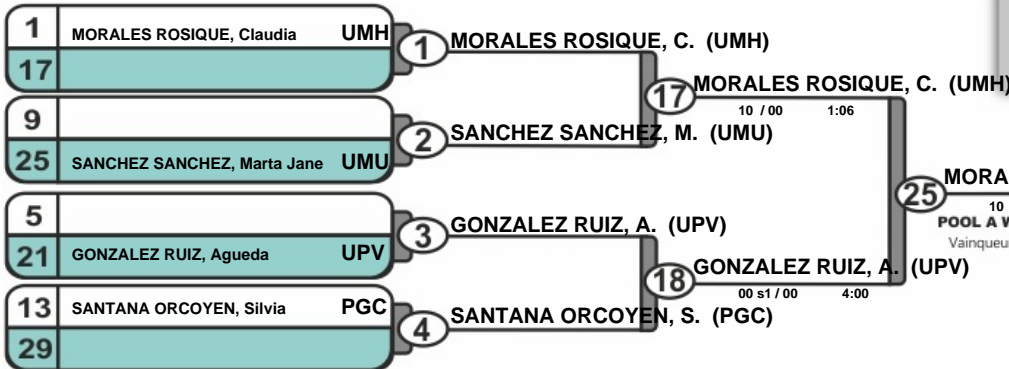 1 MORALES ROSIQUE, Claudia UMH
17
1 MORALES ROSIQUE, C. (UMH)
9
25 SANCHEZ SANCHEZ, Marta Jane UMU
2 SANCHEZ SANCHEZ, M. (UMU)
17 MORALES ROSIQUE, C. (UMH)
10 / 00 1:06
5
21 GONZALEZ RUIZ, Agueda UPV
3 GONZALEZ RUIZ, A. (UPV)
13 SANTANA ORCOYEN, Silvia PGC
29
4 SANTANA ORCOYEN, S. (PGC)
18 GONZALEZ RUIZ, A. (UPV)
00 s1 / 00 4:00
25 MORA
10
POOL A W
Vainqueu